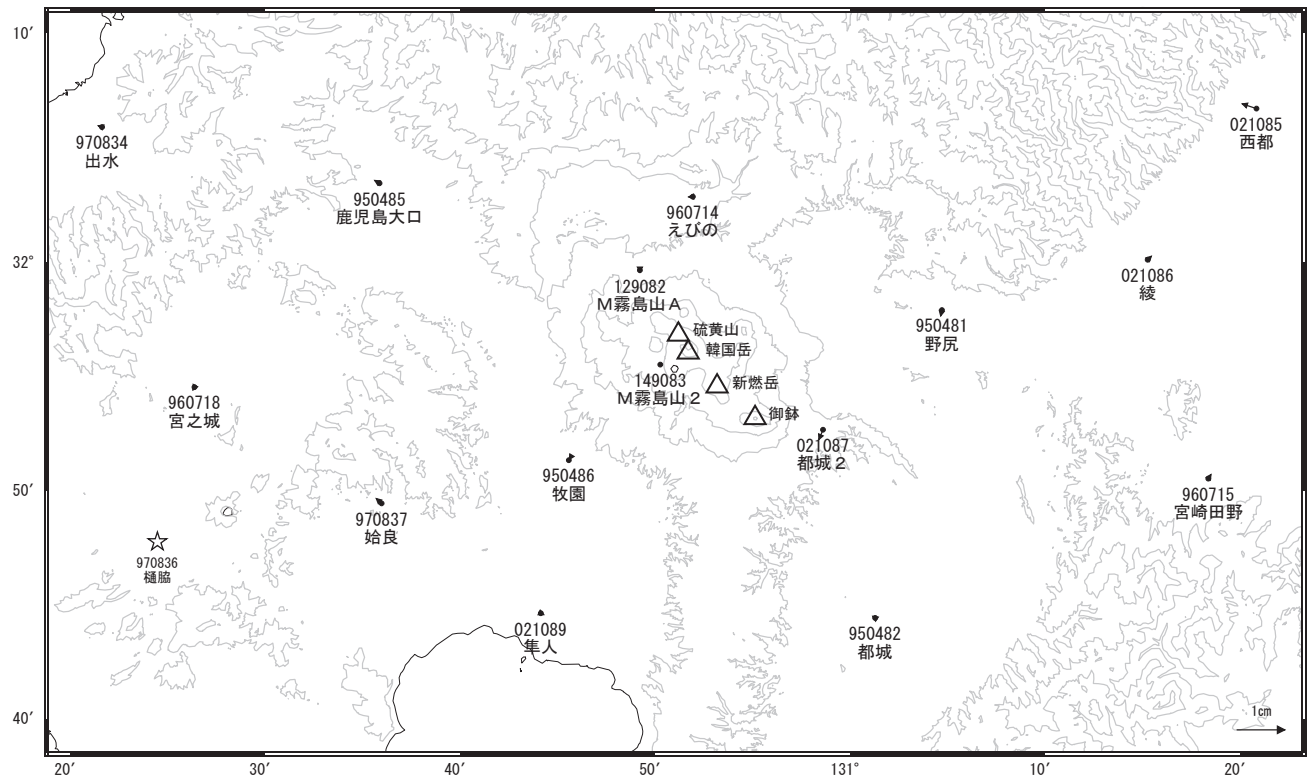 10′
021085
西都
970834
出水
950485
鹿児島大口
960714
えびの
32°
021086
綾
129082
M霧島山A
950481
野尻
硫黄山
韓国岳
149083
M霧島山2
新燃岳
960718
宮之城
御鉢
021087
都城2
950486
牧園
50′
960715
宮崎田野
970837
姶良
970836
樋脇
021089
隼人
950482
都城
40′
1cm
20′
30′
40′
50′
131°
10′
20′